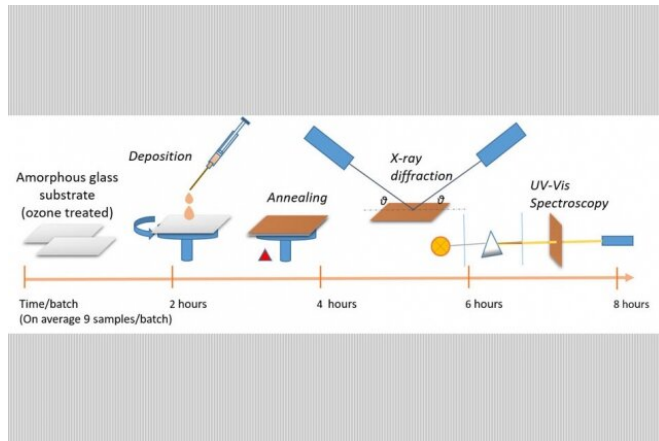 Deposition
Amorphous glass
substrate
(ozone treated)
Annealing
X-ray
diffraction
ϑ ϑ
UV-Vis
Spectroscopy
Time/batch
(On average 9 samples/batch)
2 hours
4 hours
6 hours
8 hours